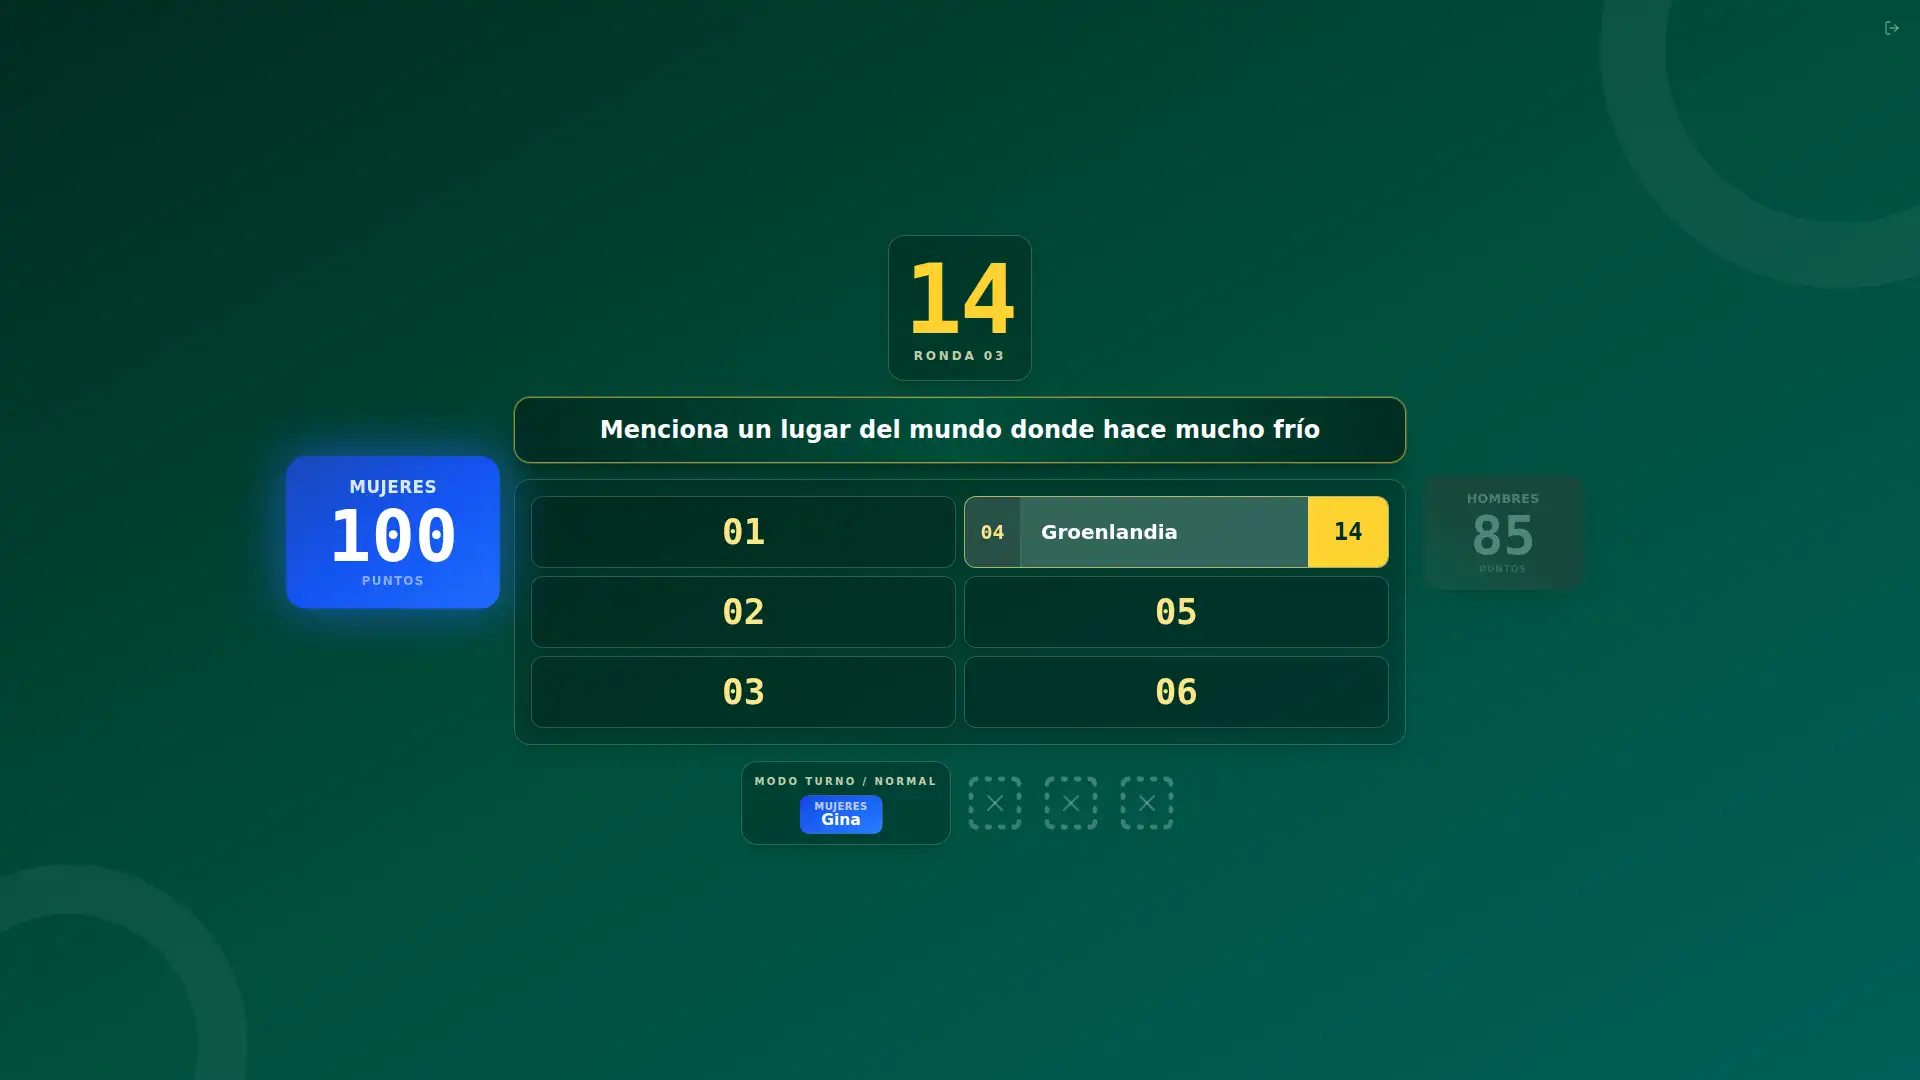 14
RONDA 03
Menciona un lugar del mundo donde hace mucho frío
MUJERES
100
PUNTOS
01
02
03
04 Groenlandia 14
05
06
HOMBRES
85
PUNTOS
MODO TURNO / NORMAL
MUJERES
Gina